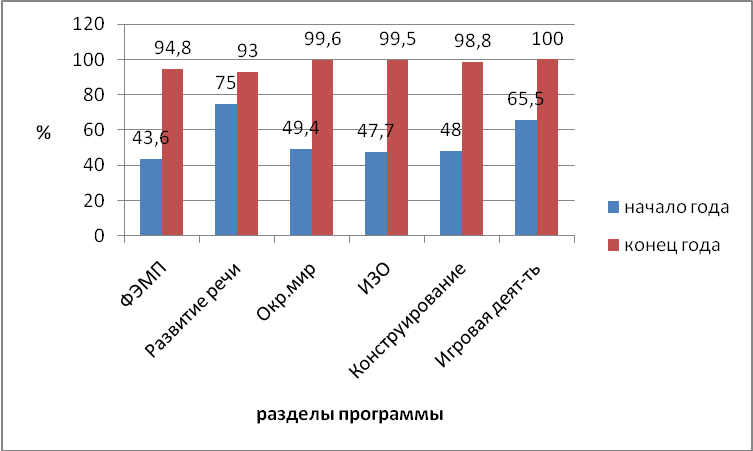 120
100
80
60
40
20
0
%
43,6
94,8
75
93
49,4
99,6
47,7
99,5
48
98,8
65,5
100
ФЭМП
Развитие речи
Окр.мир
ИЗО
Конструирование
Игровая деят-ть
разделы программы
начало года
конец года